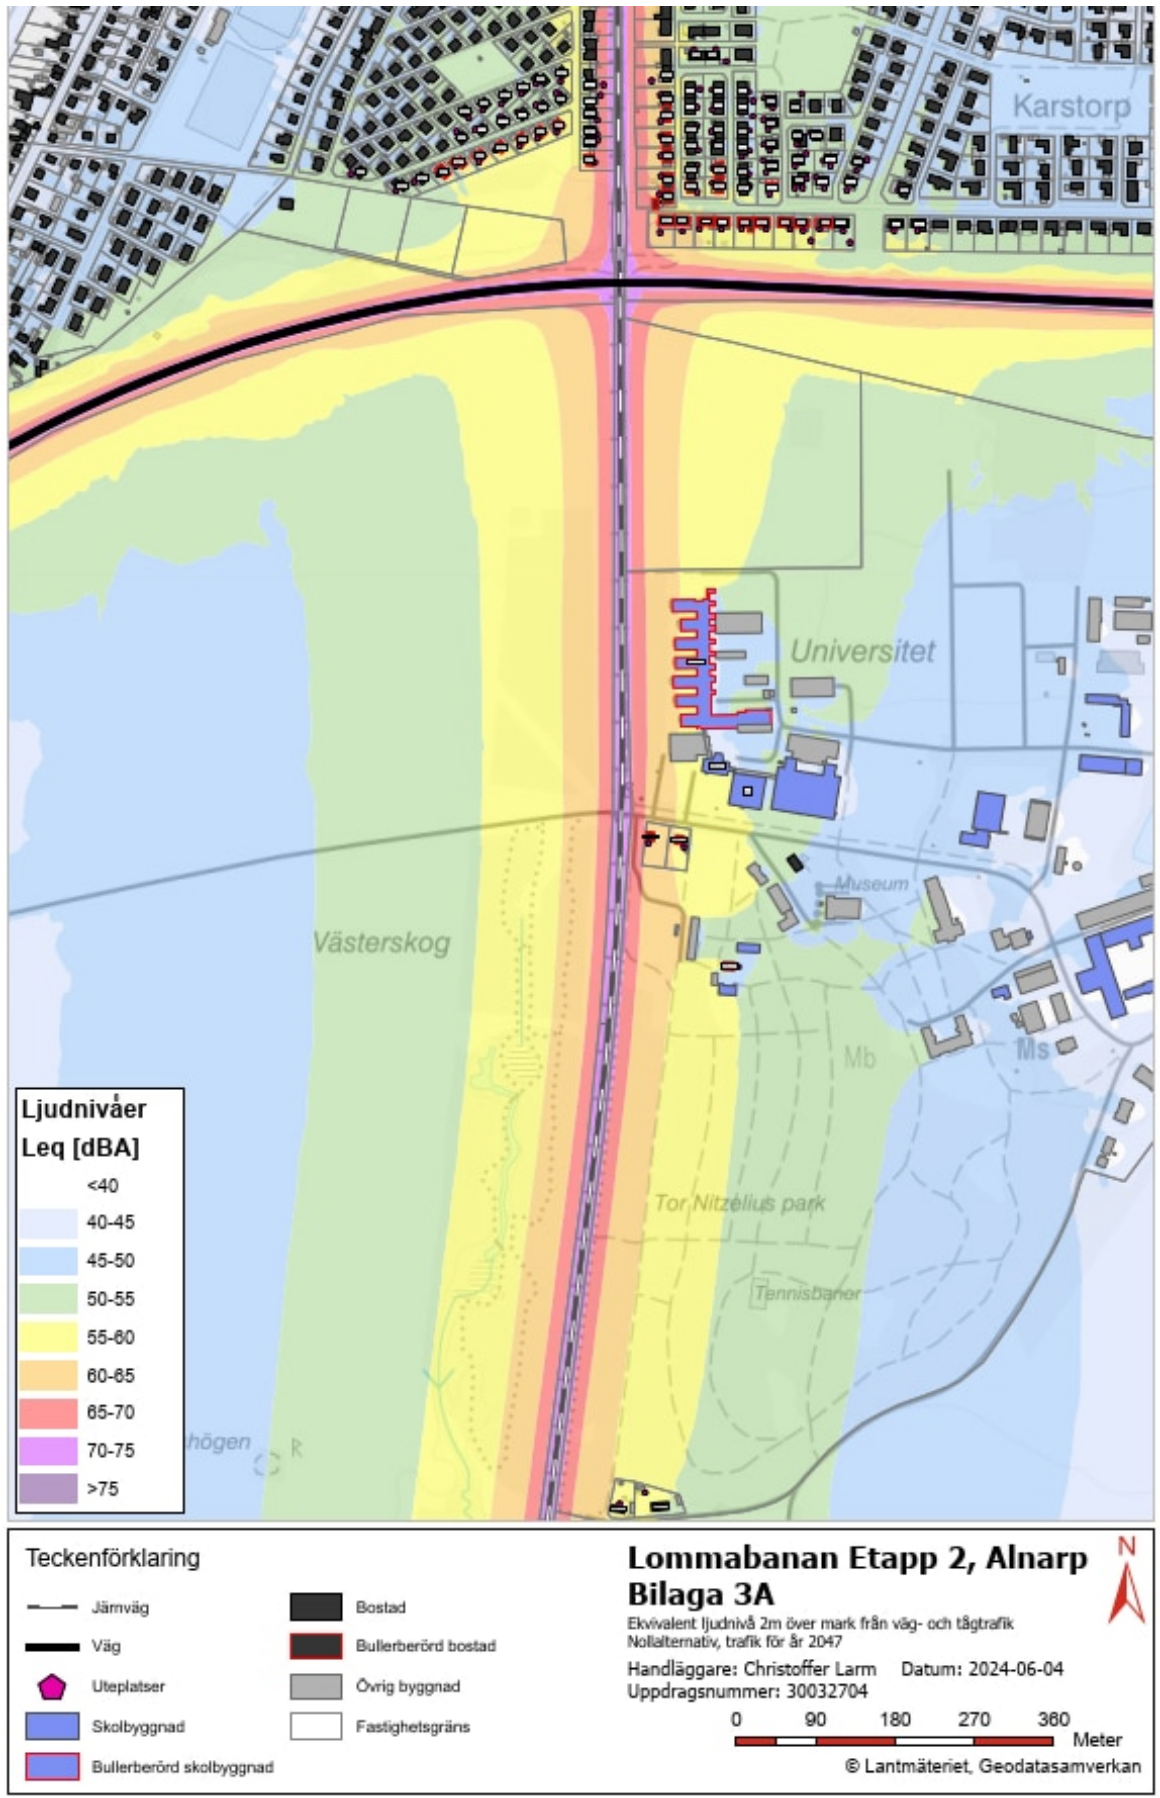 Karstorp
Universitet
Museum
Västerskog
Mb
Ms
Tor Nitzelius park
Tennisbanor
högen
R
Ljudnivåer
Leq [dBA]
<40
40-45
45-50
50-55
55-60
60-65
65-70
70-75
>75
Teckenförklaring
Järnväg
Väg
Uteplatser
Skolbyggnad
Bullerberörd skolbyggnad
Bostad
Bullerberörd bostad
Övrig byggnad
Fastighetsgräns
Lommabanan Etapp 2, Alnarp
Bilaga 3A
Ekvivalent ljudnivå 2m över mark från väg- och tågtrafik
Nollalternativ, trafik för år 2047
Handläggare: Christoffer Larm Datum: 2024-06-04
Uppdragsnummer: 30032704
N
0 90 180 270 360
Meter
© Lantmäteriet, Geodatasamverkan